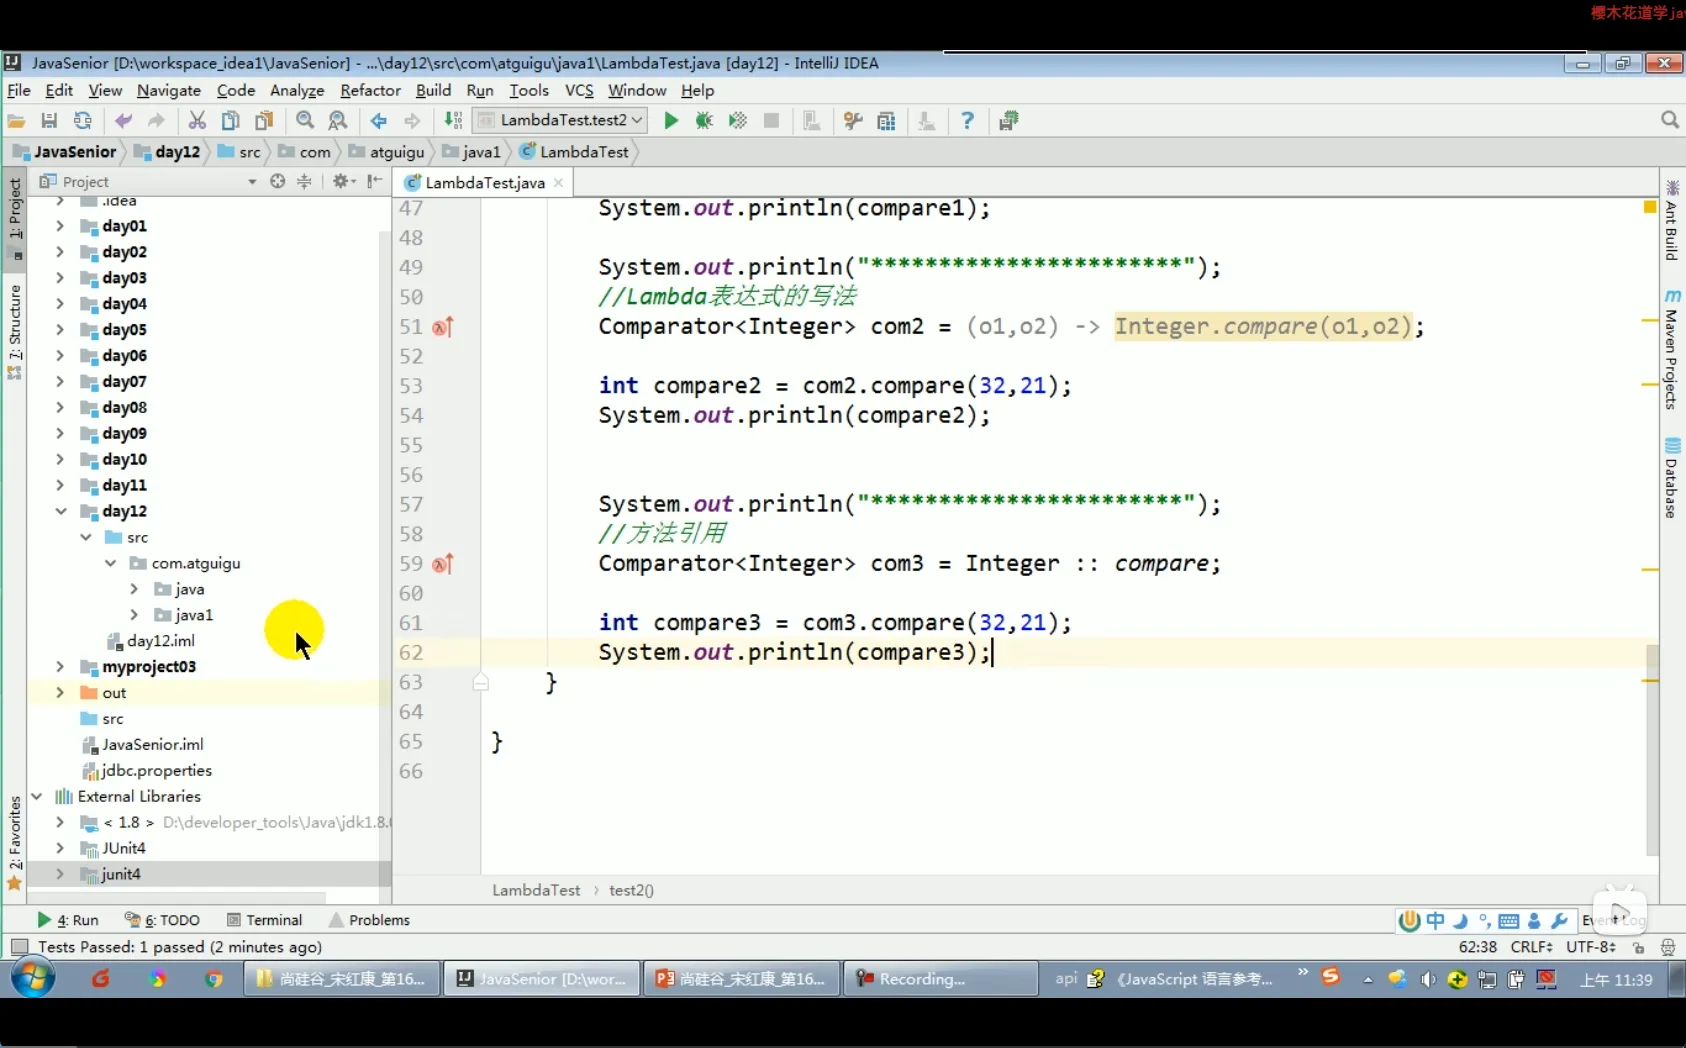 樱木花道学jav
JavaSenior [D:\workspace_idea1\JavaSenior] - ...\day12\src\com\atguigu\java1\LambdaTest.java [day12] - IntelliJ IDEA
File Edit View Navigate Code Analyze Refactor Build Run Tools VCS Window Help
LambdaTest.test2
JavaSenior day12 src com atguigu java1 LambdaTest
Project
LambdaTest.java
1: Project
7: Structure
2: Favorites
.idea
day01
day02
day03
day04
day05
day06
day07
day08
day09
day10
day11
day12
src
com.atguigu
java
java1
day12.iml
myproject03
out
src
JavaSenior.iml
jdbc.properties
External Libraries
< 1.8 > D:\developer_tools\Java\jdk1.8.
JUnit4
junit4
47 System.out.println(compare1);
48
49 System.out.println("***********************");
50 //Lambda表达式的写法
51 Comparator<Integer> com2 = (o1,o2) -> Integer.compare(o1,o2);
52
53 int compare2 = com2.compare(32,21);
54 System.out.println(compare2);
55
56
57 System.out.println("***********************");
58 //方法引用
59 Comparator<Integer> com3 = Integer :: compare;
60
61 int compare3 = com3.compare(32,21);
62 System.out.println(compare3);
63 }
64
65 }
66
LambdaTest › test2()
Ant Build
m Maven Projects
Database
4: Run 6: TODO Terminal Problems
中
Event Log
Tests Passed: 1 passed (2 minutes ago)
62:38 CRLF UTF-8
尚硅谷_宋红康_第16... JavaSenior [D:\wor... 尚硅谷_宋红康_第16... Recording... api 《JavaScript 语言参考... » 上午 11:39